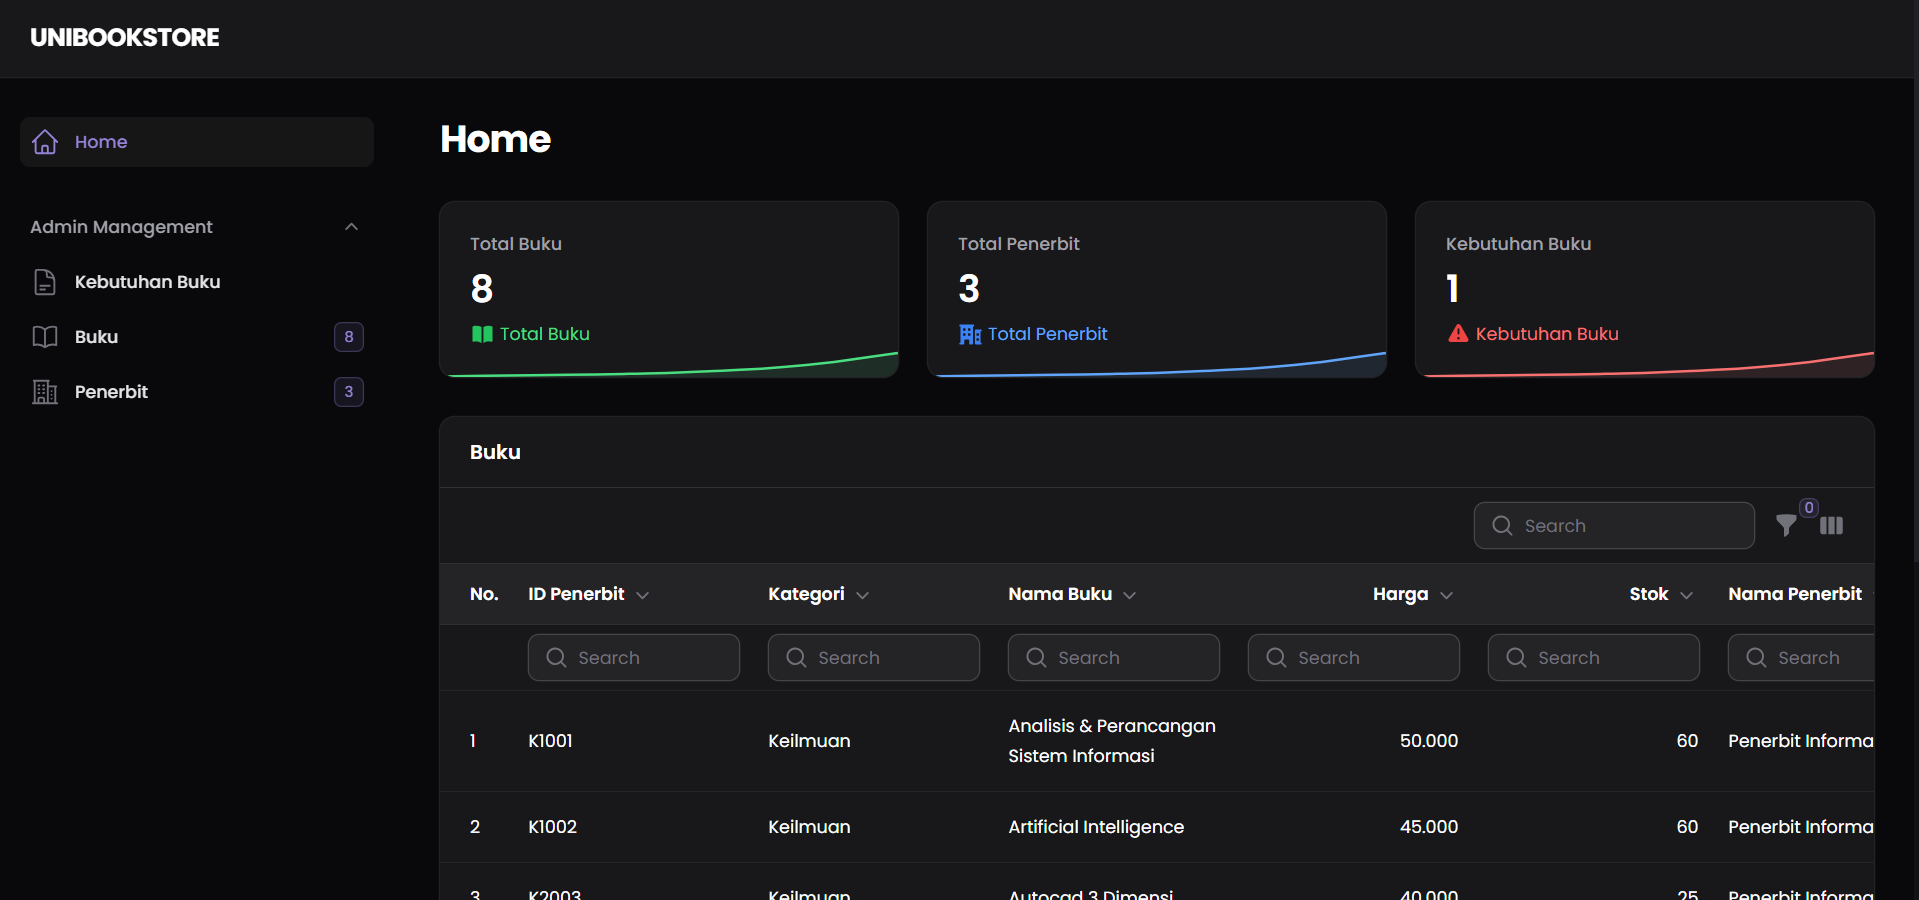 UNIBOOKSTORE
Home
Admin Management
Kebutuhan Buku
Buku 8
Penerbit 3
Home
Total Buku
8
Total Buku
Total Penerbit
3
Total Penerbit
Kebutuhan Buku
1
Kebutuhan Buku
Buku
Search 0
No. ID Penerbit Kategori Nama Buku Harga Stok Nama Penerbit
Search Search Search Search Search Search
1 K1001 Keilmuan Analisis & Perancangan Sistem Informasi 50.000 60 Penerbit Informa
2 K1002 Keilmuan Artificial Intelligence 45.000 60 Penerbit Informa
3 K2003 Keilmuan Autocad 3 Dimensi 40.000 25 Penerbit Informa